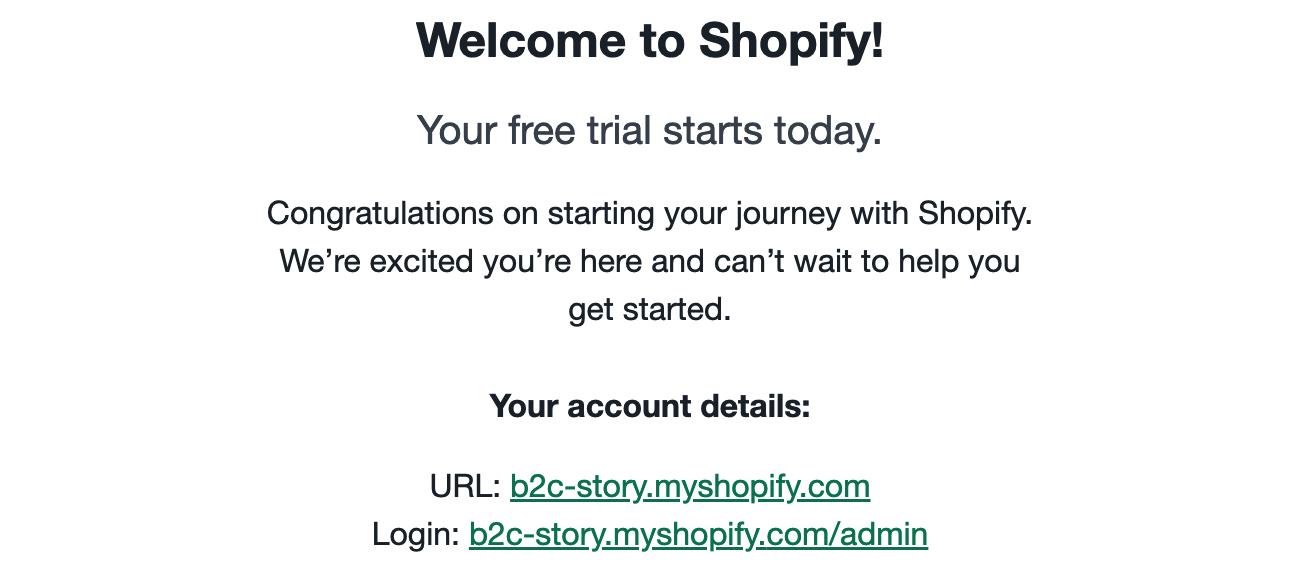 Welcome to Shopify!
Your free trial starts today.
Congratulations on starting your journey with Shopify.
We’re excited you’re here and can’t wait to help you
get started.
Your account details:
URL: b2c-story.myshopify.com
Login: b2c-story.myshopify.com/admin